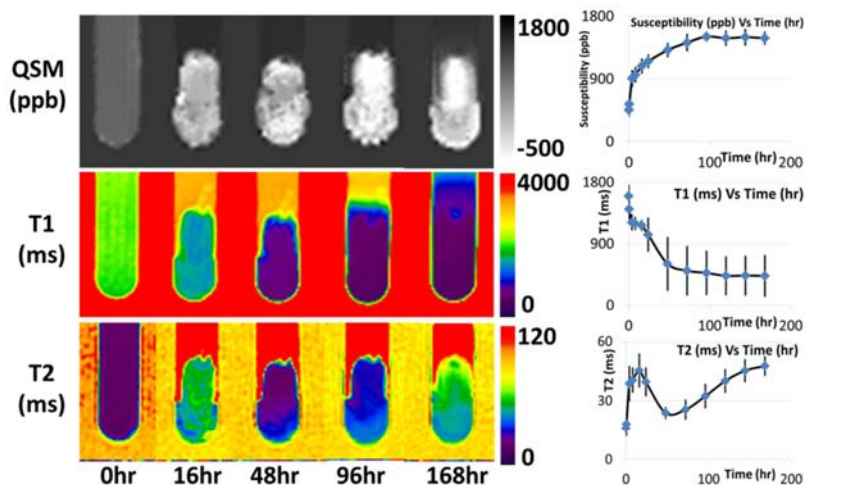 QSM
(ppb)
1800
-500
Susceptibility (ppb) Vs Time (hr)
Susceptibility (ppb)
1800
900
0
0
100
200
Time (hr)
T1
(ms)
4000
0
T1 (ms) Vs Time (hr)
T1 (ms)
1800
900
0
0
100
200
Time (hr)
T2
(ms)
120
0
T2 (ms) Vs Time (hr)
T2 (ms)
60
30
0
0
100
200
Time (hr)
0hr 16hr 48hr 96hr 168hr